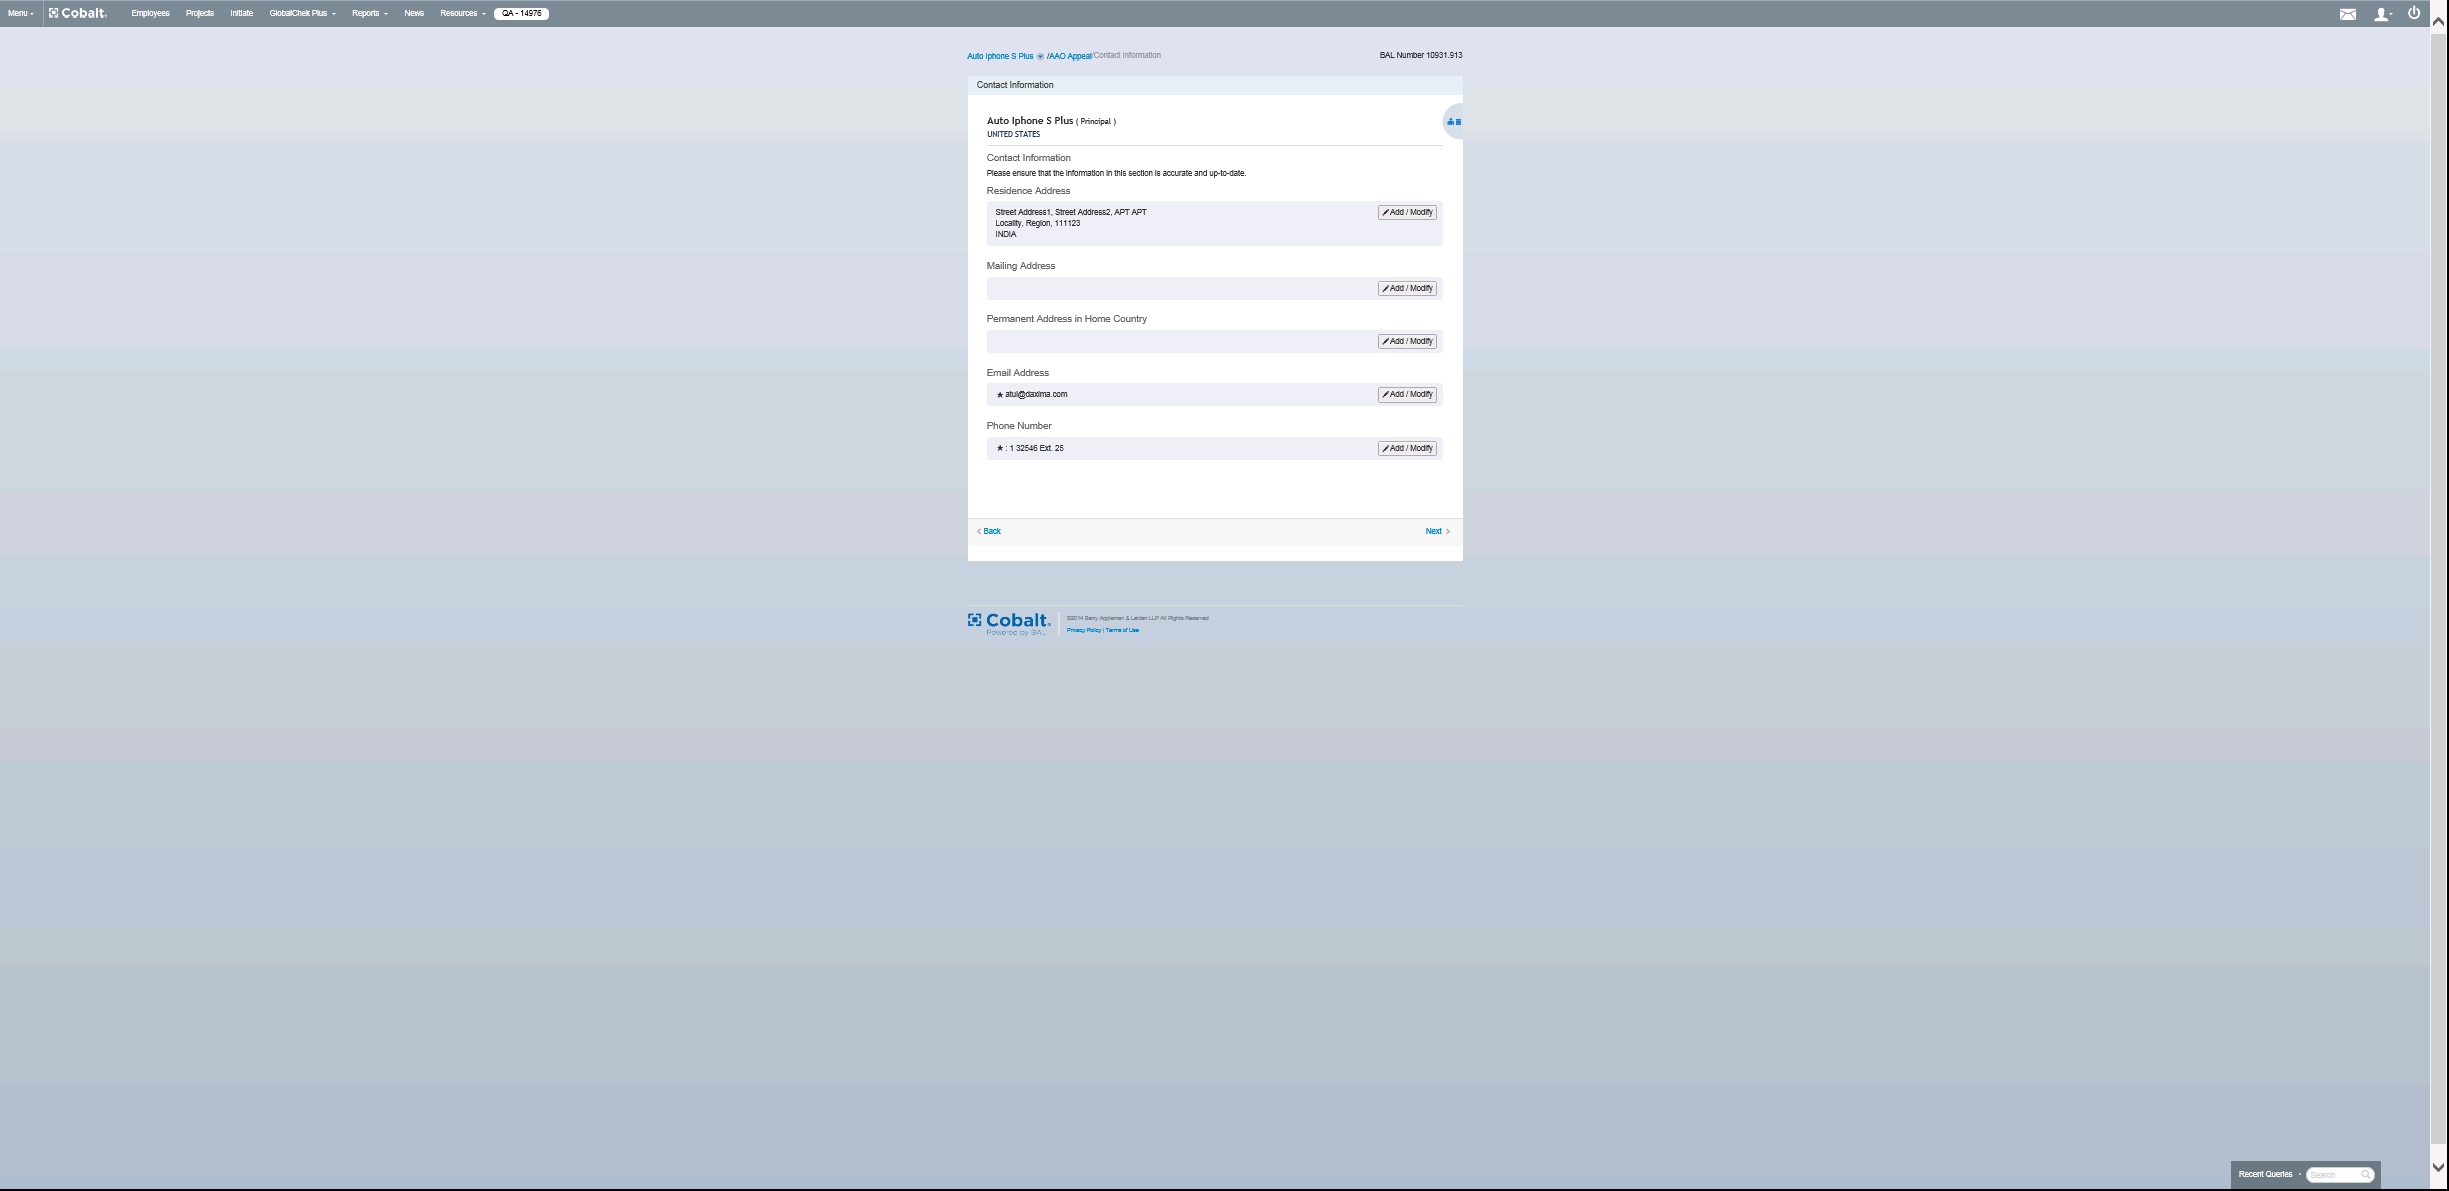 Menu Cobalt. Employees Projects Initiate GlobalChek Plus Reports News Resources QA - 14976
Auto Iphone S Plus /AAO Appeal/Contact Information BAL Number 10931.913
Contact Information
Auto Iphone S Plus ( Principal )
UNITED STATES
Contact Information
Please ensure that the information in this section is accurate and up-to-date.
Residence Address
Street Address1, Street Address2, APT APT Add / Modify
Locality, Region, 111123
INDIA
Mailing Address
Add / Modify
Permanent Address in Home Country
Add / Modify
Email Address
★ atul@daxima.com Add / Modify
Phone Number
★ : 1 32546 Ext. 25 Add / Modify
Back Next
Cobalt. ©2014 Berry Appleman & Leiden LLP All Rights Reserved
Powered by BAL Privacy Policy | Terms of Use
Recent Queries Search